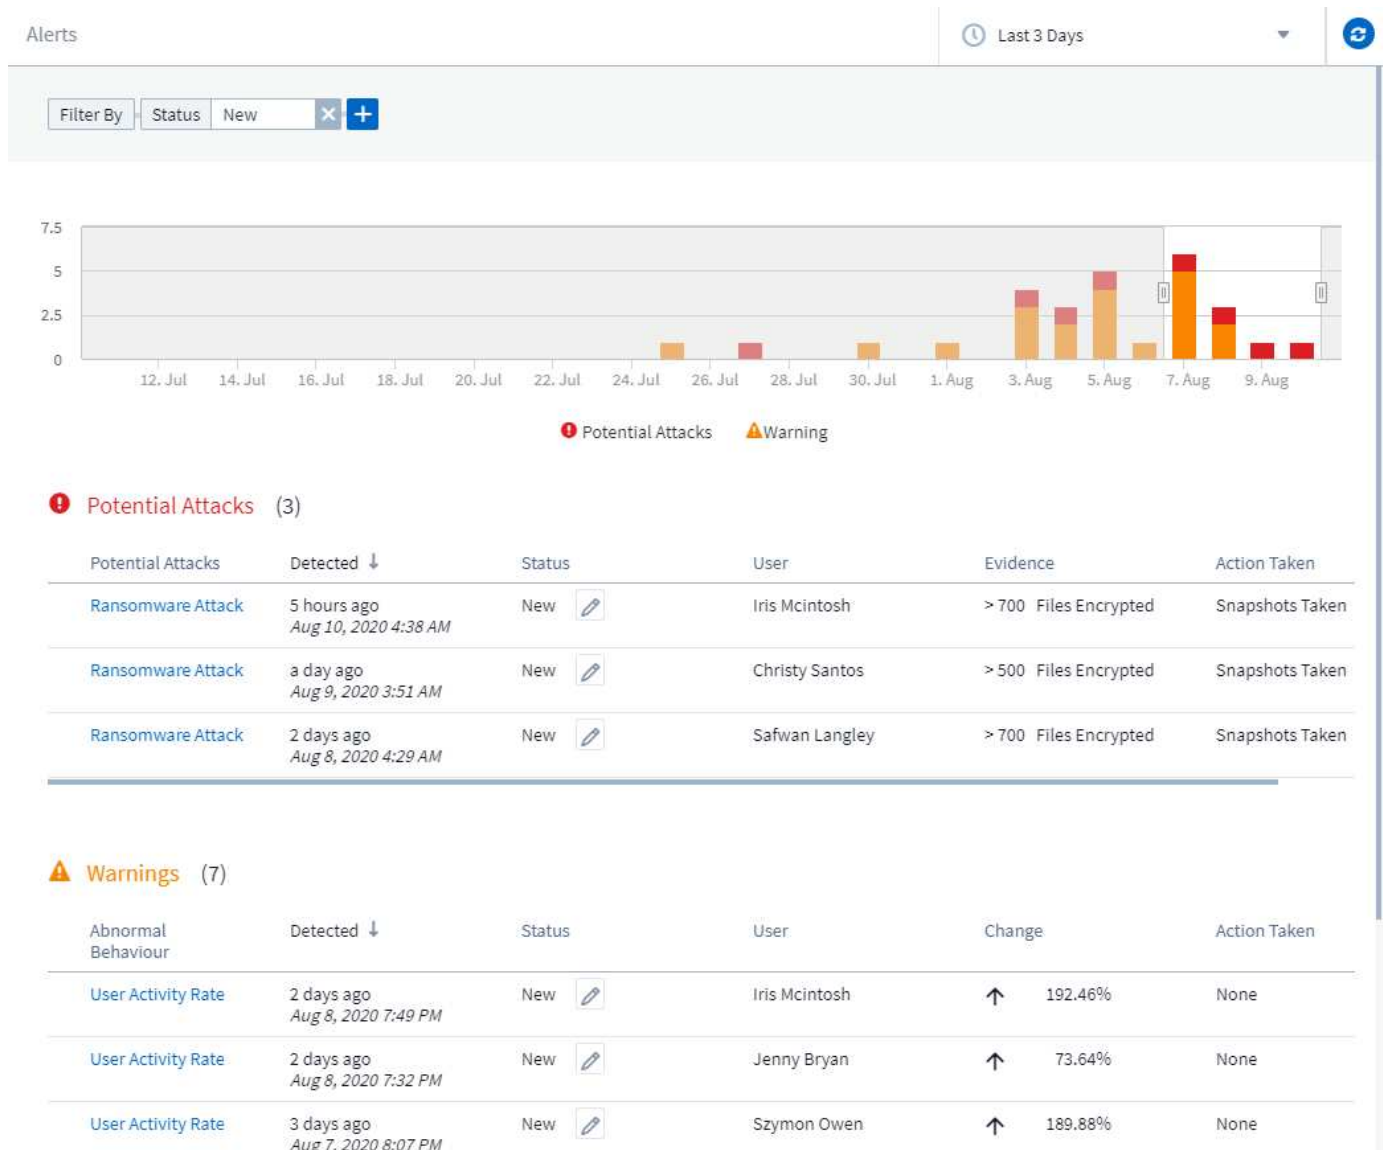 Alerts
Last 3 Days
Filter By Status New
7.5
5
2.5
0
12. Jul 14. Jul 16. Jul 18. Jul 20. Jul 22. Jul 24. Jul 26. Jul 28. Jul 30. Jul 1. Aug 3. Aug 5. Aug 7. Aug 9. Aug
Potential Attacks Warning
Potential Attacks (3)
Potential Attacks Detected ↓ Status User Evidence Action Taken
Ransomware Attack 5 hours ago New Iris Mcintosh > 700 Files Encrypted Snapshots Taken
Aug 10, 2020 4:38 AM
Ransomware Attack a day ago New Christy Santos > 500 Files Encrypted Snapshots Taken
Aug 9, 2020 3:51 AM
Ransomware Attack 2 days ago New Safwan Langley > 700 Files Encrypted Snapshots Taken
Aug 8, 2020 4:29 AM
Warnings (7)
Abnormal Detected ↓ Status User Change Action Taken
Behaviour
User Activity Rate 2 days ago New Iris Mcintosh ↑ 192.46% None
Aug 8, 2020 7:49 PM
User Activity Rate 2 days ago New Jenny Bryan ↑ 73.64% None
Aug 8, 2020 7:32 PM
User Activity Rate 3 days ago New Szymon Owen ↑ 189.88% None
Aug 7, 2020 8:07 PM